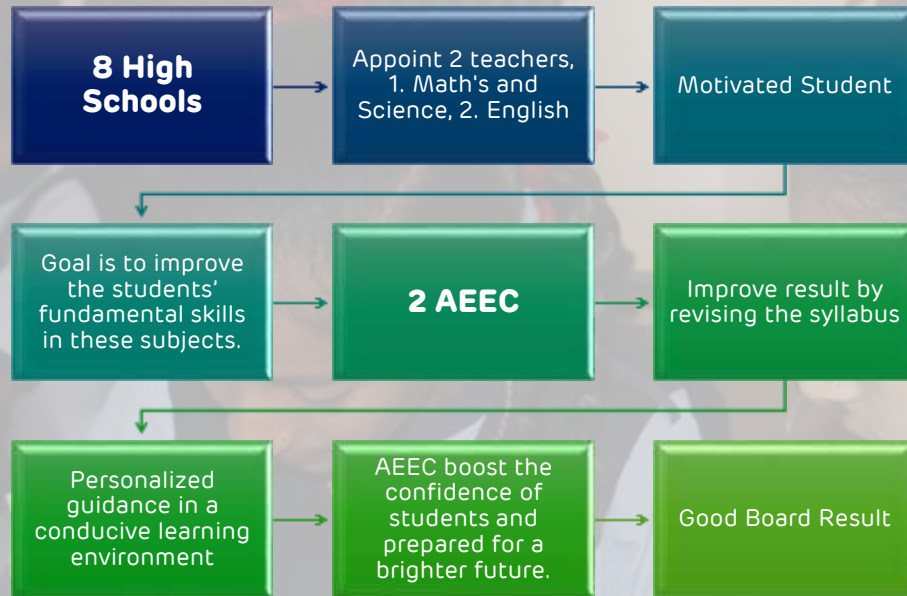 8 High
Schools
Appoint 2 teachers,
1. Math's and
Science, 2. English
Motivated Student
Goal is to improve
the students'
fundamental skills
in these subjects.
2 AEEC
Improve result by
revising the syllabus
Personalized
guidance in a
conducive learning
environment
AEEC boost the
confidence of
students and
prepared for a
brighter future.
Good Board Result